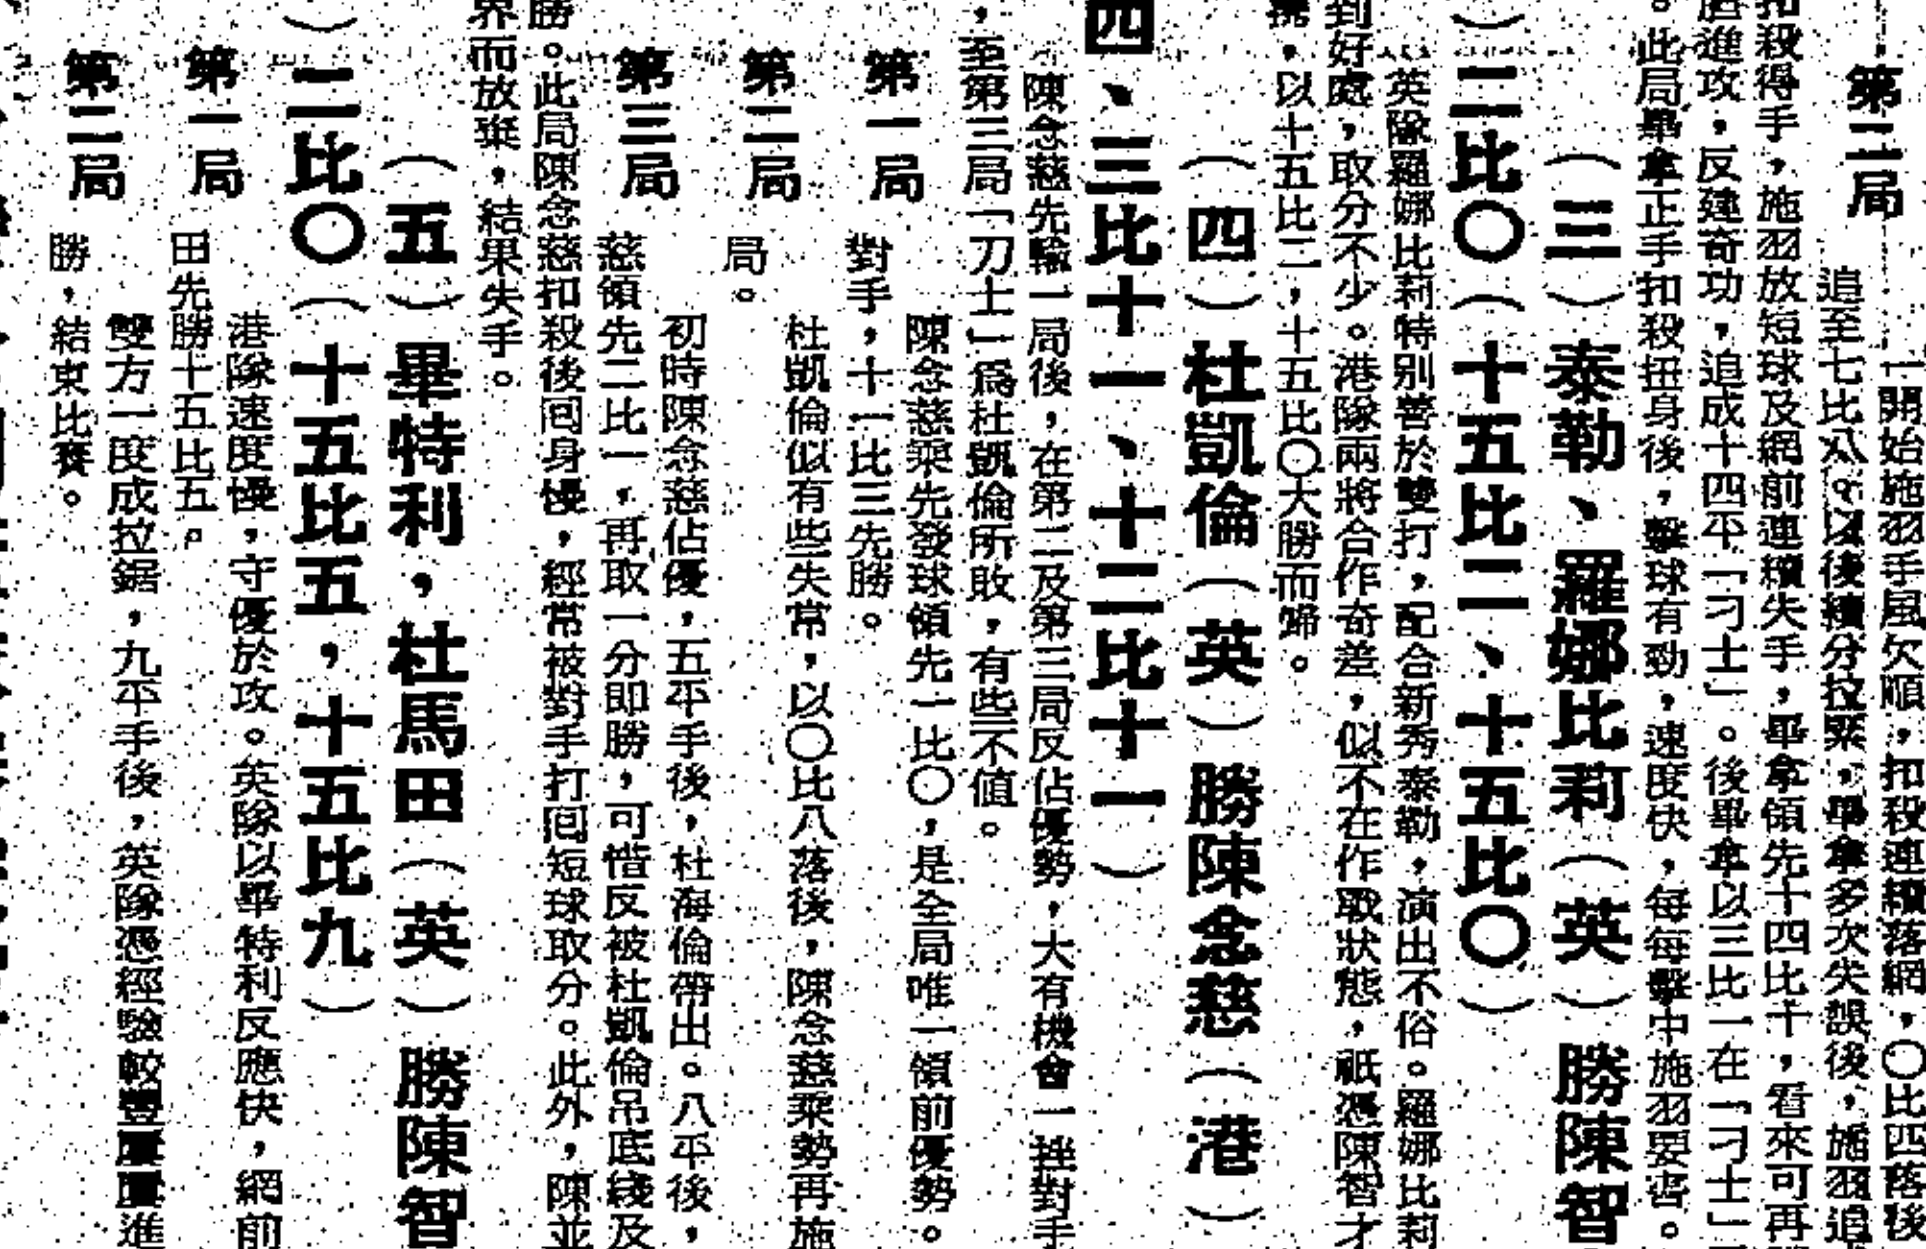 第二局
一開始施羽手風欠順，扣殺連續落網，〇比四落後
追至七比八。以後續分拉緊，畢拿多次失誤後，施羽追
扣殺得手，施羽放短球及網前連續失手，畢拿領先十四比十，看來可再
進攻，反建奇功，追成十四平「刁士」。後畢拿以三比一在「刁士」
。此局畢拿正手扣殺扭身後，擊球有勁，速度快，每每擊中施羽要害。
（三）泰勒、羅娜比莉（英）勝陳智
）二比〇（十五比二、十五比〇）
英隊羅娜比莉特別善於雙打，配合新秀泰勒，演出不俗。羅娜比莉
到好處，取分不少。港隊兩將合作奇差，似不在作戰狀態，祇憑陳智才
，以十五比二，十五比〇大勝而歸。
（四）杜凱倫（英）勝陳念慈（港）
四、三比十一、十二比十一）
陳念慈先輸一局後，在第二及第三局反佔優勢，大有機會一挫對手
，至第三局「刀士」爲杜凱倫所敗，有些不值。
第一局
陳念慈乘先發球領先一比〇，是全局唯一領前優勢。
對手，十一比三先勝。
第二局
杜凱倫似有些失常，以〇比八落後，陳念慈乘勢再施
局。
第三局
初時陳念慈佔優，五平手後，杜海倫帶出。八平後，
慈領先二比一，再取一分即勝，可惜反被杜凱倫吊底綫及
勝。此局陳念慈扣殺後囘身慢，經常被對手打囘短球取分。此外，陳並
界而放棄，結果失手。
（五）畢特利，杜馬田（英）勝陳智
）二比〇（十五比五，十五比九）
第一局
港隊速度慢，守優於攻。英隊以畢特利反應快，網前
田先勝十五比五。
第二局
雙方一度成拉鋸，九平手後，英隊憑經驗較豐進
勝，結束比賽。